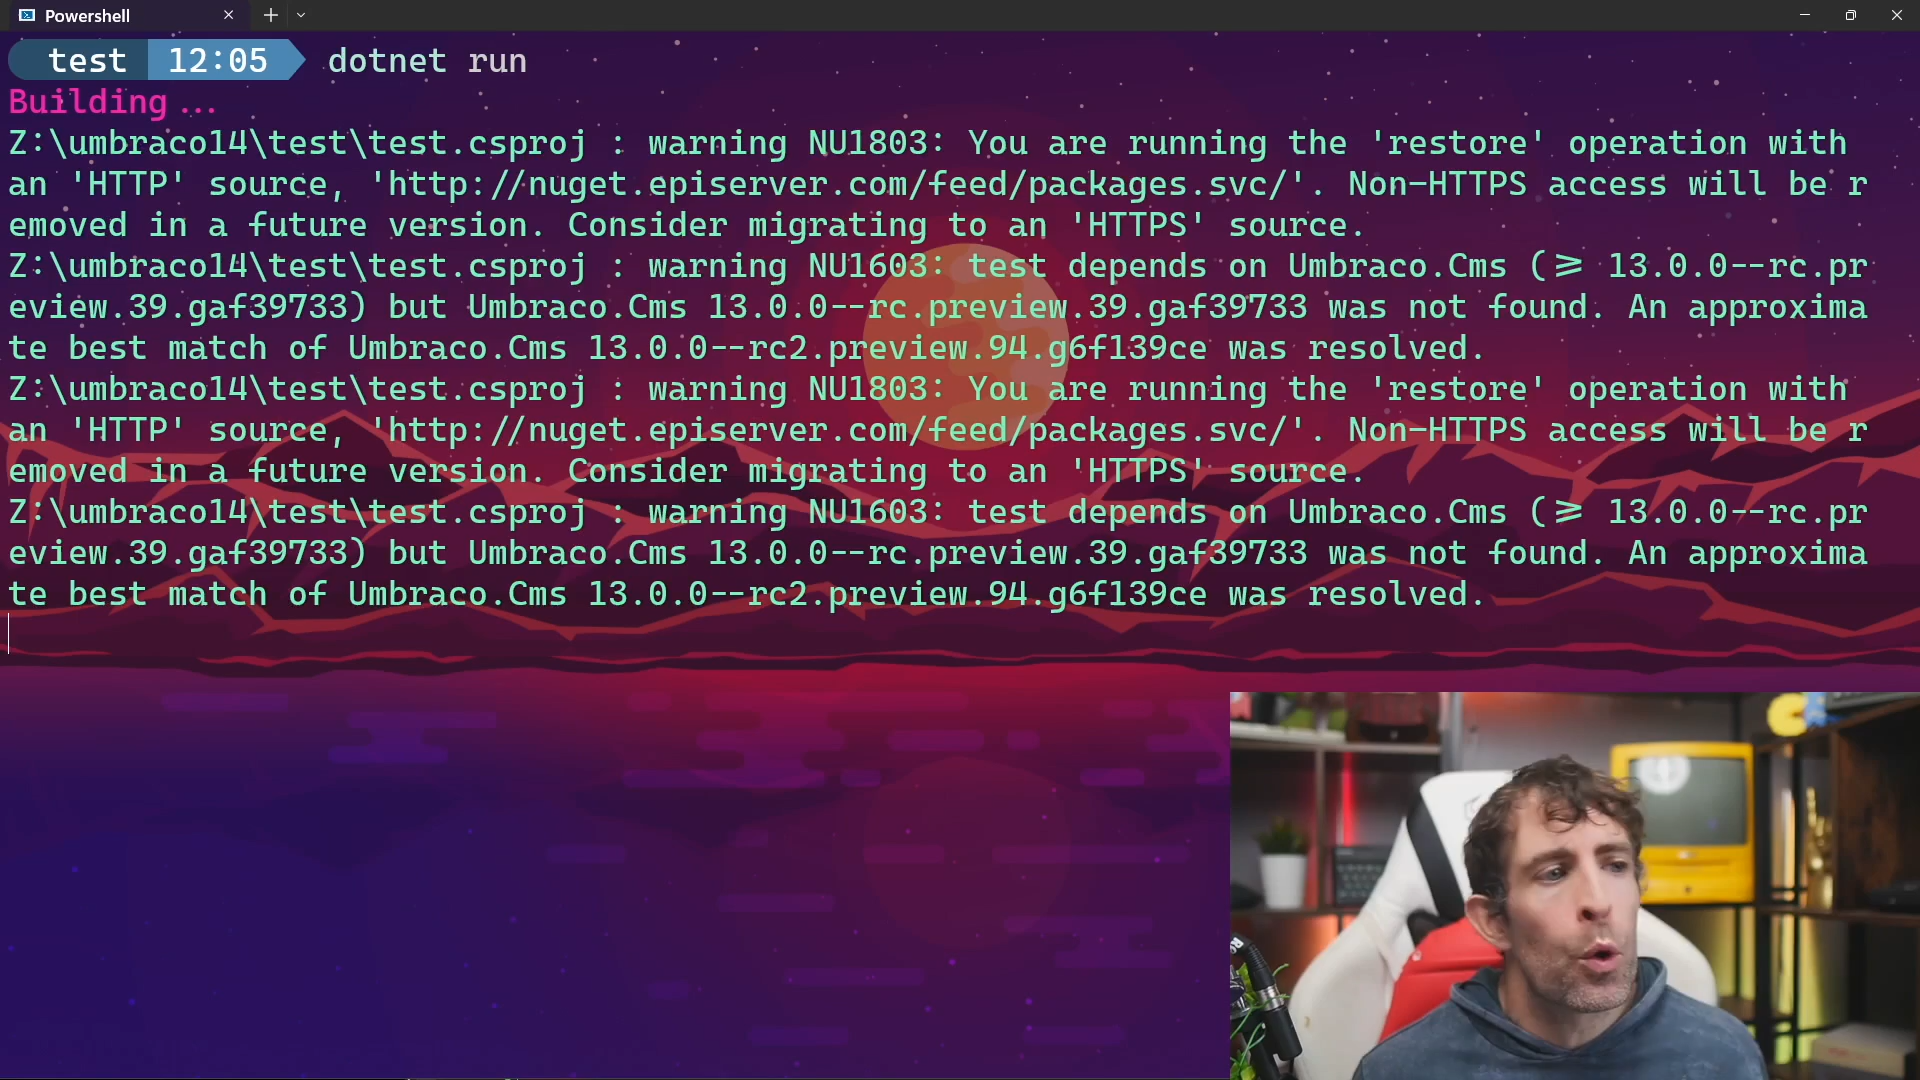 Powershell
test 12:05 dotnet run
Building ...
Z:\umbraco14\test\test.csproj : warning NU1803: You are running the 'restore' operation with
an 'HTTP' source, 'http://nuget.episerver.com/feed/packages.svc/'. Non-HTTPS access will be r
emoved in a future version. Consider migrating to an 'HTTPS' source.
Z:\umbraco14\test\test.csproj : warning NU1603: test depends on Umbraco.Cms (>= 13.0.0--rc.pr
eview.39.gaf39733) but Umbraco.Cms 13.0.0--rc.preview.39.gaf39733 was not found. An approxima
te best match of Umbraco.Cms 13.0.0--rc2.preview.94.g6f139ce was resolved.
Z:\umbraco14\test\test.csproj : warning NU1803: You are running the 'restore' operation with
an 'HTTP' source, 'http://nuget.episerver.com/feed/packages.svc/'. Non-HTTPS access will be r
emoved in a future version. Consider migrating to an 'HTTPS' source.
Z:\umbraco14\test\test.csproj : warning NU1603: test depends on Umbraco.Cms (>= 13.0.0--rc.pr
eview.39.gaf39733) but Umbraco.Cms 13.0.0--rc.preview.39.gaf39733 was not found. An approxima
te best match of Umbraco.Cms 13.0.0--rc2.preview.94.g6f139ce was resolved.